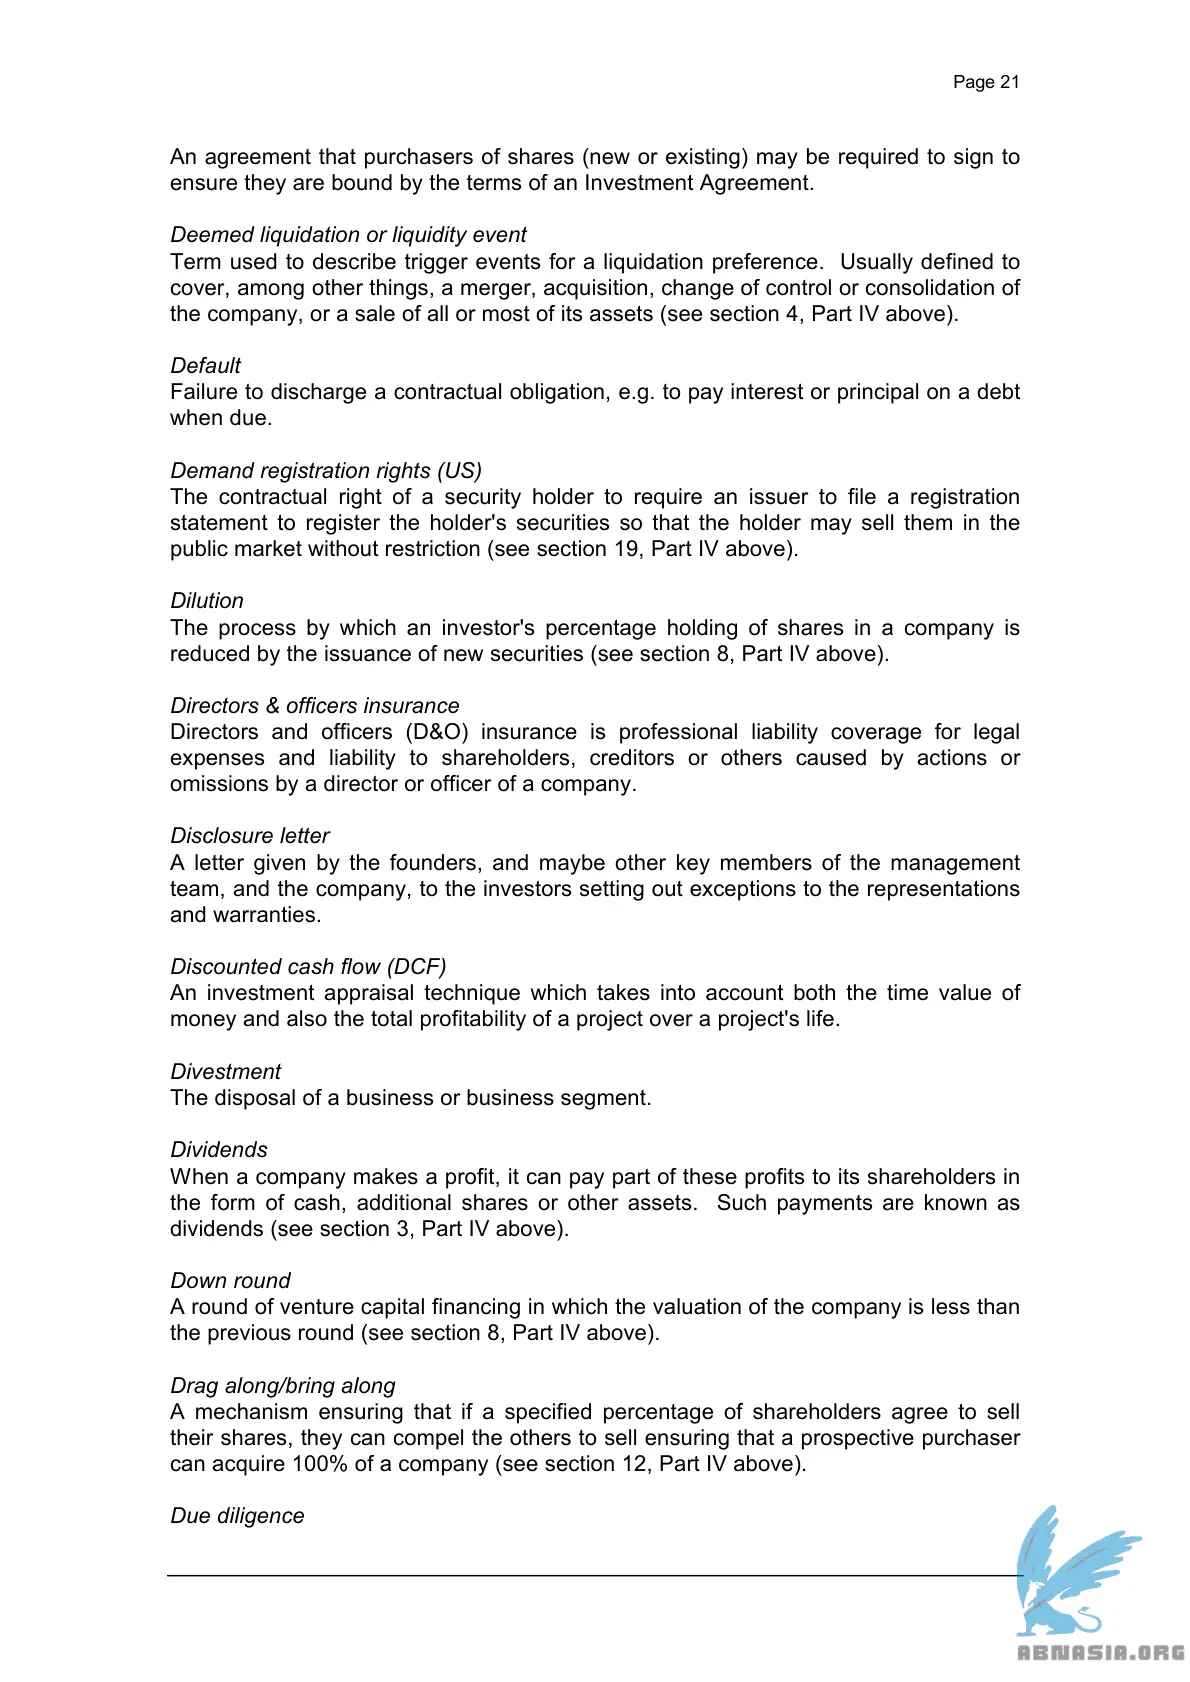 Page 21
An agreement that purchasers of shares (new or existing) may be required to sign to
ensure they are bound by the terms of an Investment Agreement.
Deemed liquidation or liquidity event
Term used to describe trigger events for a liquidation preference.  Usually defined to
cover, among other things, a merger, acquisition, change of control or consolidation of
the company, or a sale of all or most of its assets (see section 4, Part IV above).
Default
Failure to discharge a contractual obligation, e.g. to pay interest or principal on a debt
when due.
Demand registration rights (US)
The contractual right of a security holder to require an issuer to file a registration
statement to register the holder's securities so that the holder may sell them in the
public market without restriction (see section 19, Part IV above).
Dilution
The process by which an investor's percentage holding of shares in a company is
reduced by the issuance of new securities (see section 8, Part IV above).
Directors & officers insurance
Directors and officers (D&O) insurance is professional liability coverage for legal
expenses and liability to shareholders, creditors or others caused by actions or
omissions by a director or officer of a company.
Disclosure letter
A letter given by the founders, and maybe other key members of the management
team, and the company, to the investors setting out exceptions to the representations
and warranties.
Discounted cash flow (DCF)
An investment appraisal technique which takes into account both the time value of
money and also the total profitability of a project over a project's life.
Divestment
The disposal of a business or business segment.
Dividends
When a company makes a profit, it can pay part of these profits to its shareholders in
the form of cash, additional shares or other assets.  Such payments are known as
dividends (see section 3, Part IV above).
Down round
A round of venture capital financing in which the valuation of the company is less than
the previous round (see section 8, Part IV above).
Drag along/bring along
A mechanism ensuring that if a specified percentage of shareholders agree to sell
their shares, they can compel the others to sell ensuring that a prospective purchaser
can acquire 100% of a company (see section 12, Part IV above).
Due diligence
ABNASIA.ORG